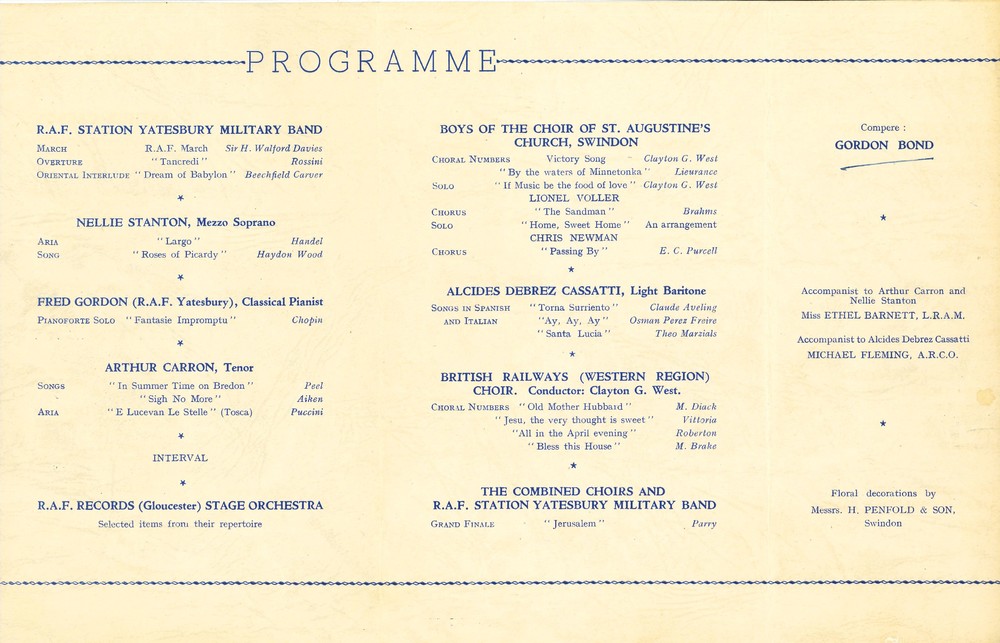 PROGRAMME
R.A.F. STATION YATESBURY MILITARY BAND
MARCH R.A.F. March Sir H. Walford Davies
OVERTURE " Tancredi " Rossini
ORIENTAL INTERLUDE " Dream of Babylon " Beechfield Carver
*
NELLIE STANTON, Mezzo Soprano
ARIA " Largo " Handel
SONG " Roses of Picardy " Haydon Wood
*
FRED GORDON (R.A.F. Yatesbury), Classical Pianist
PIANOFORTE SOLO " Fantasie Impromptu " Chopin
*
ARTHUR CARRON, Tenor
SONGS " In Summer Time on Bredon " Peel
" Sigh No More " Aiken
ARIA " E Lucevan Le Stelle " (Tosca) Puccini
*
INTERVAL
*
R.A.F. RECORDS (Gloucester) STAGE ORCHESTRA
Selected items from their repertoire
BOYS OF THE CHOIR OF ST. AUGUSTINE'S
CHURCH, SWINDON
CHORAL NUMBERS Victory Song Clayton G. West
" By the waters of Minnetonka " Lieurance
SOLO " If Music be the food of love " Clayton G. West
LIONEL VOLLER
CHORUS " The Sandman " Brahms
SOLO " Home, Sweet Home " An arrangement
CHRIS NEWMAN
CHORUS " Passing By " E. C. Purcell
*
ALCIDES DEBREZ CASSATTI, Light Baritone
SONGS IN SPANISH " Torna Surriento " Claude Aveling
AND ITALIAN "Ay, Ay, Ay" Osman Perez Freire
"Santa Lucia" Theo Marzials
*
BRITISH RAILWAYS (WESTERN REGION)
CHOIR. Conductor: Clayton G. West.
CHORAL NUMBERS " Old Mother Hubbard " M. Diack
" Jesu, the very thought is sweet " Vittoria
"All in the April evening " Roberton
" Bless this House " M. Brake
*
THE COMBINED CHOIRS AND
R.A.F. STATION YATESBURY MILITARY BAND
GRAND FINALE " Jerusalem " Parry
Compere :
GORDON BOND
*
Accompanist to Arthur Carron and
Nellie Stanton
Miss ETHEL BARNETT, L.R.A.M.
Accompanist to Alcides Debrez Cassatti
MICHAEL FLEMING, A.R.C.O.
*
Floral decorations by
Messrs. H. PENFOLD & SON,
Swindon